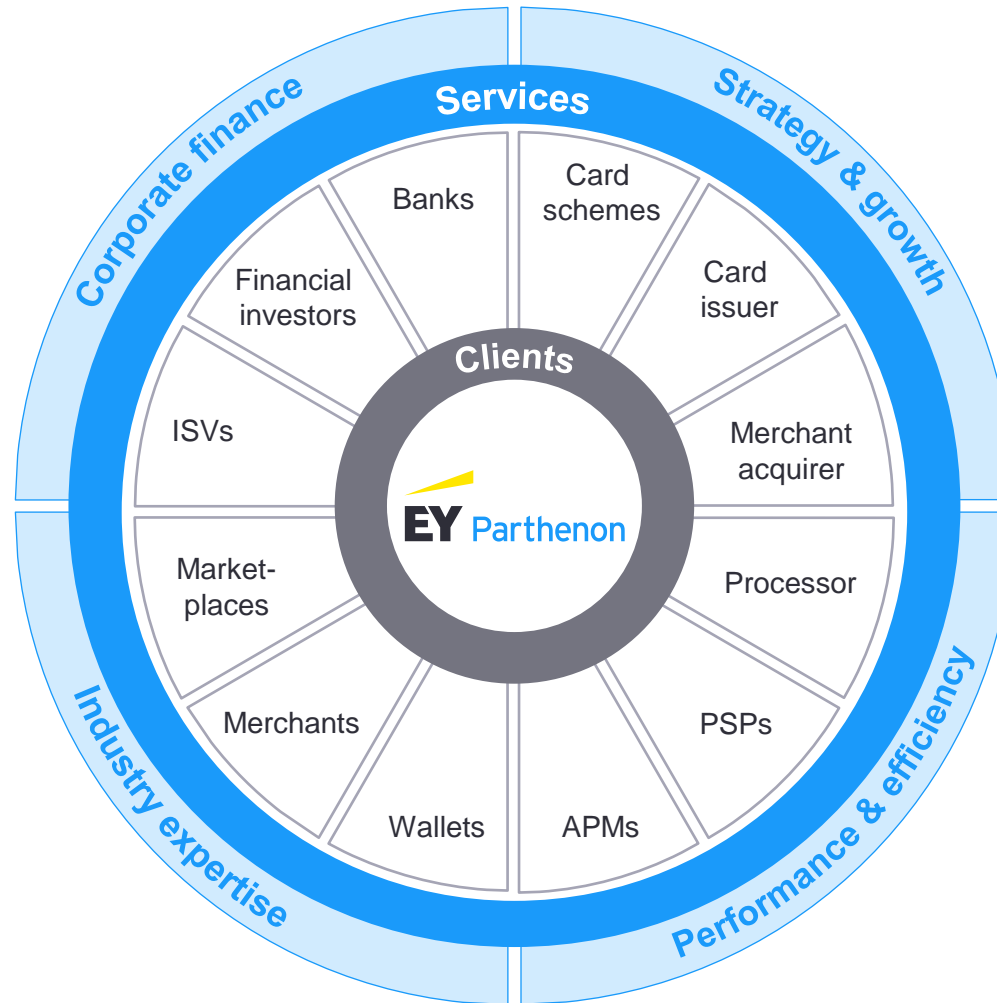 Corporate finance
Strategy & growth
Services
Banks
Card
schemes
Financial
investors
Card
issuer
Clients
ISVs
Merchant
acquirer
EY Parthenon
Market-
places
Processor
Merchants
PSPs
Wallets
APMs
Industry expertise
Performance & efficiency